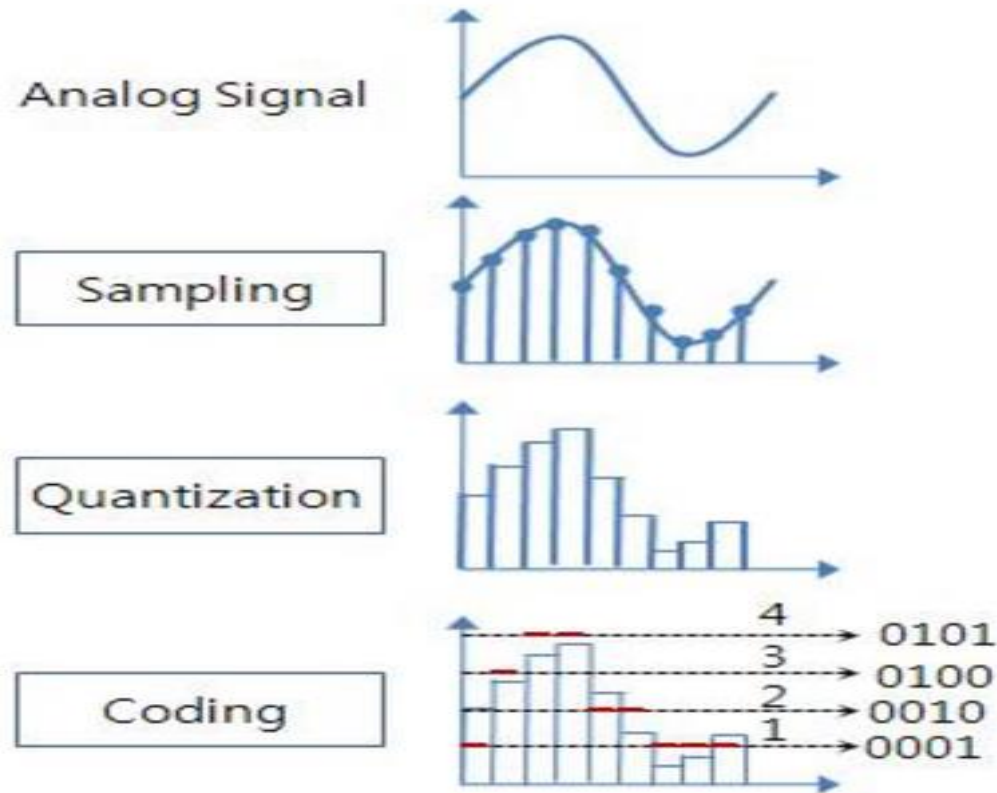 Analog Signal
Sampling
Quantization
4
0101
3
0100
2
0010
1
0001
Coding